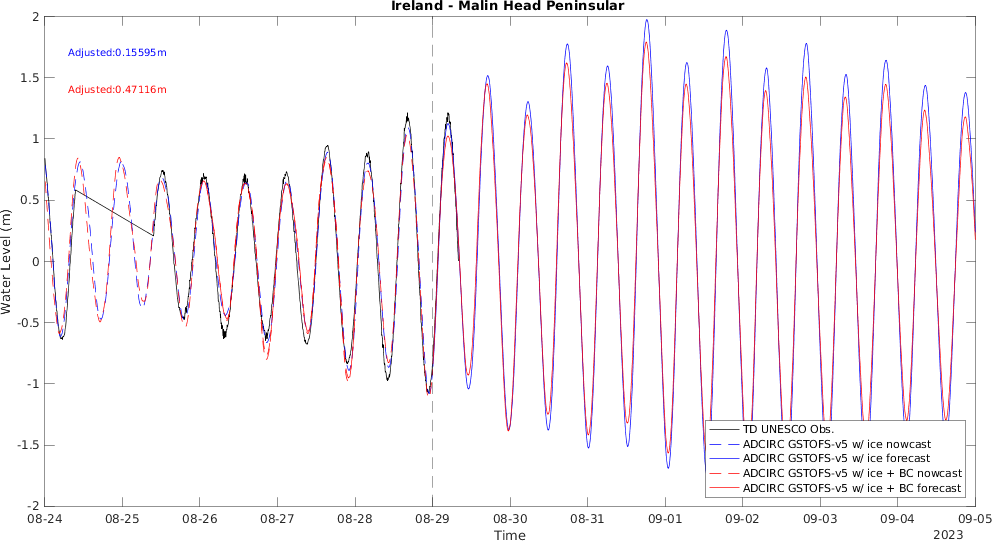 Ireland - Malin Head Peninsular
Adjusted:0.15595m
Adjusted:0.47116m
Water Level (m)
2
1.5
1
0.5
0
-0.5
-1
-1.5
-2
TD UNESCO Obs.
ADCIRC GSTOFS-v5 w/ ice nowcast
ADCIRC GSTOFS-v5 w/ ice forecast
ADCIRC GSTOFS-v5 w/ ice + BC nowcast
ADCIRC GSTOFS-v5 w/ ice + BC forecast
08-24 08-25 08-26 08-27 08-28 08-29 08-30 08-31 09-01 09-02 09-03 09-04 09-05
Time
2023